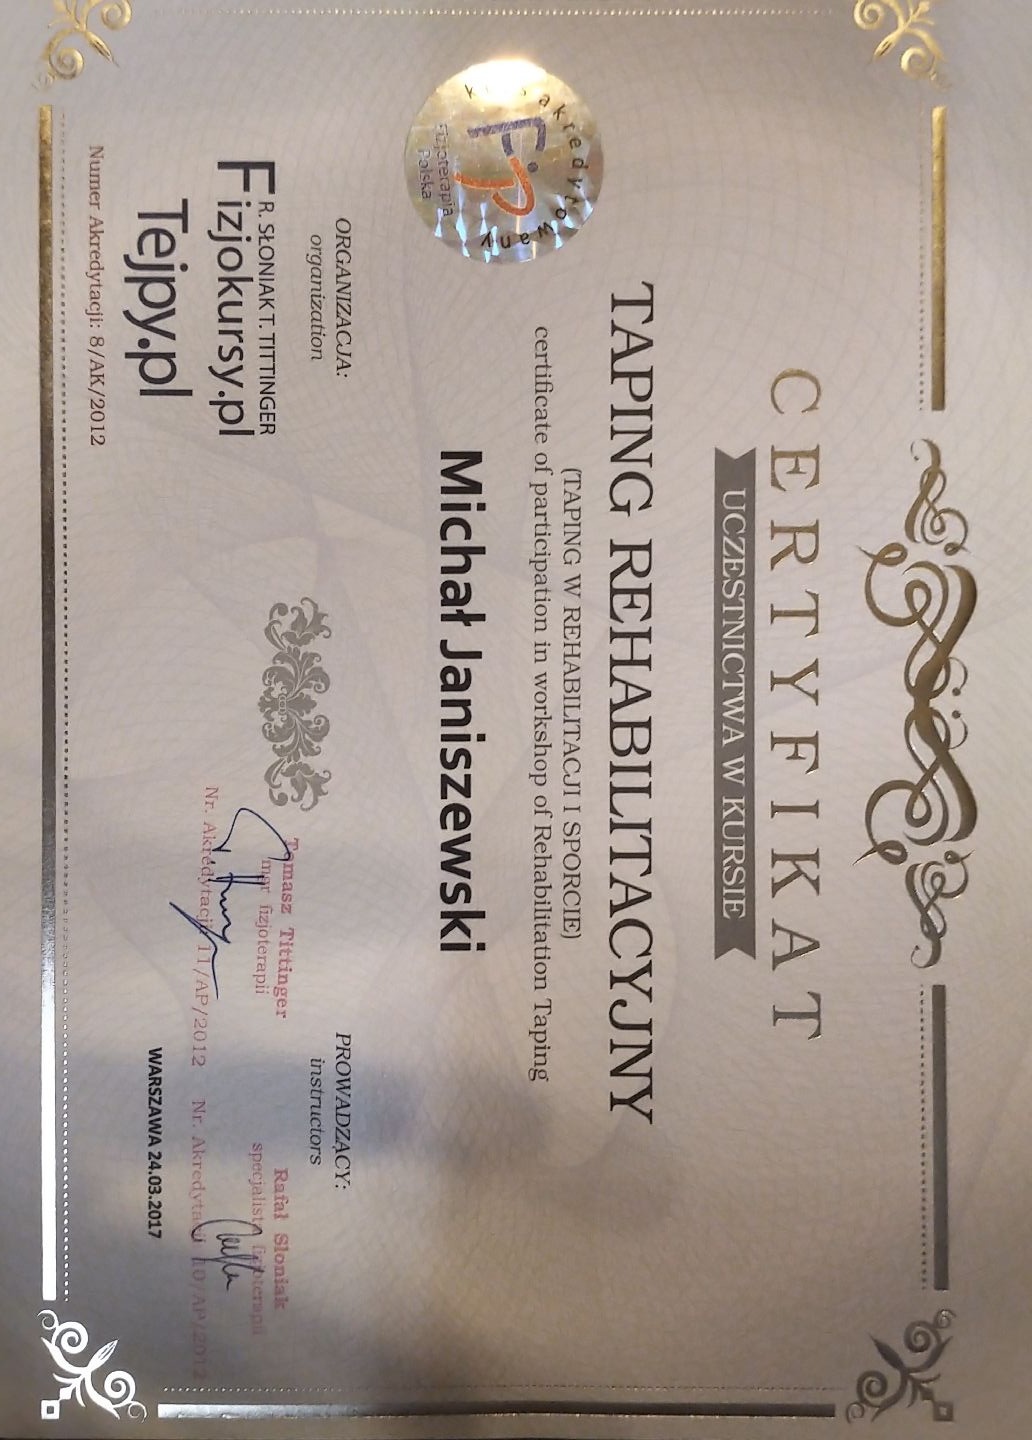 CERTYFIKAT
UCZESTNICTWA W KURSIE
TAPING REHABILITACYJNY
(TAPING W REHABILITACJI I SPORCIE)
certificate of participation in workshop of Rehabilitation Taping
kurs akredytowany
Fizjoterapia
Polska
Michał Janiszewski
ORGANIZACJA:
organization
R. SŁONIAK T. TITTINGER
Fizjokursy.pl
Tejpy.pl
Numer Akredytacji: 8/AK/2012
PROWADZĄCY:
instructors
Tomasz Tittinger
mgr fizjoterapii
Nr. Akredytacji 11/AP/2012
Rafał Słoniak
specjalista fizjoterapii
Nr. Akredytacji 10/AP/2012
WARSZAWA 24.03.2017